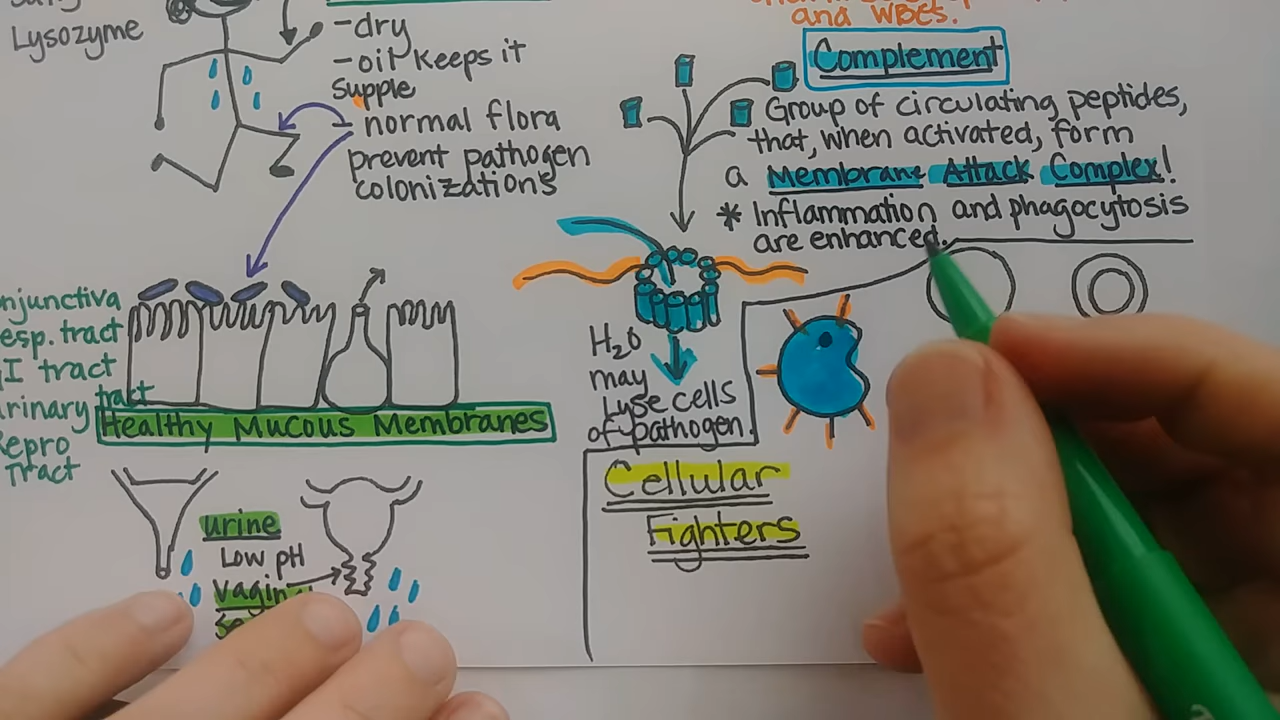 Lysozyme
-dry
-oil keeps it
supple
- normal flora
prevent pathogen
colonizations
and WBCs.
Complement
Group of circulating peptides,
that, when activated, form
a Membrane Attack Complex!
* Inflammation and phagocytosis
are enhanced.
H2O
may
Lyse cells
of pathogen.
njunctiva
esp. tract
I tract
rinary tract
Repro
Tract
Healthy Mucous Membranes
urine
Low pH
Cellular
Fighters